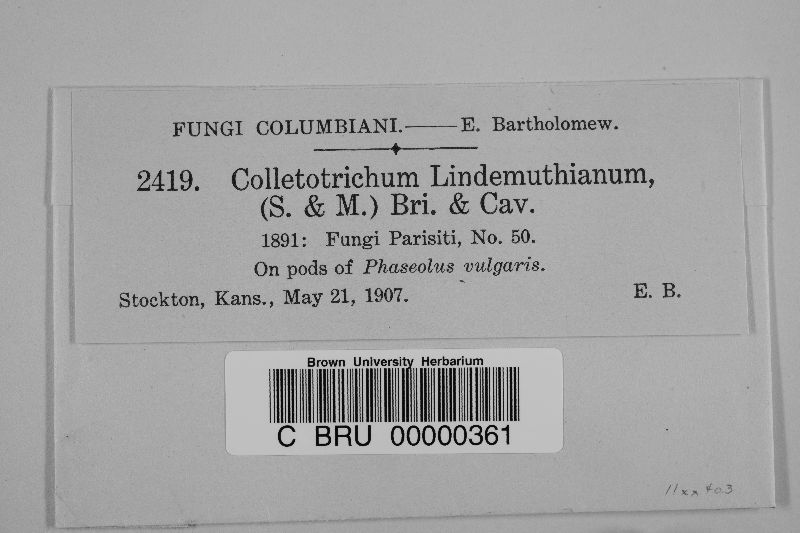 FUNGI COLUMBIANI.——E. Bartholomew.
2419. Colletotrichum Lindemuthianum,
(S. & M.) Bri. & Cav.
1891: Fungi Parisiti, No. 50.
On pods of Phaseolus vulgaris.
Stockton, Kans., May 21, 1907. E. B.
Brown University Herbarium
C BRU 00000361